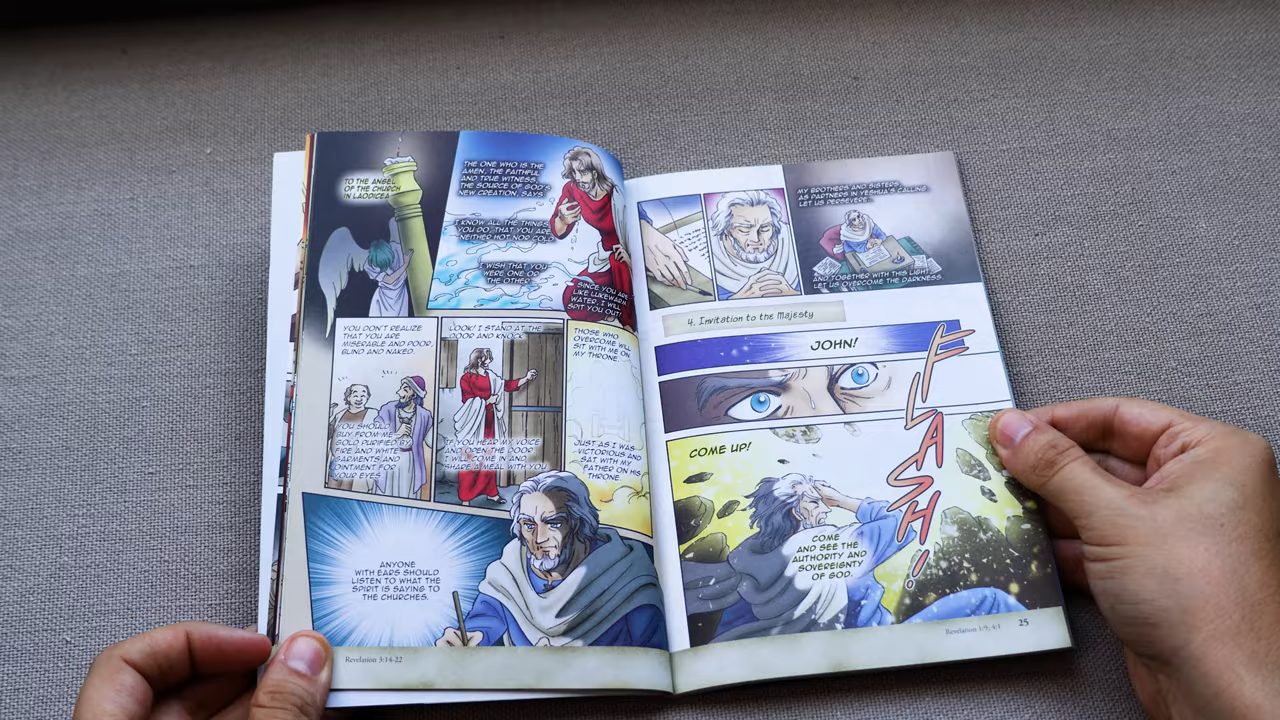 TO THE ANGEL
OF THE CHURCH
IN LAODICEA
THE ONE WHO IS THE
AMEN, THE FAITHFUL
AND TRUE WITNESS,
THE SOURCE OF GOD'S
NEW CREATION, SAYS
I KNOW ALL THE THINGS
YOU DO, THAT YOU ARE
NEITHER HOT NOR COLD
I WISH THAT YOU
WERE ONE OR
THE OTHER
SINCE YOU ARE
LIKE LUKEWARM
WATER, I WILL
SPIT YOU OUT!
YOU DON'T REALIZE
THAT YOU ARE
MISERABLE AND POOR,
BLIND AND NAKED.
YOU SHOULD
BUY FROM ME
GOLD PURIFIED BY
FIRE AND WHITE
GARMENTS AND
OINTMENT FOR
YOUR EYES.
LOOK! I STAND AT THE
DOOR AND KNOCK.
IF YOU HEAR MY VOICE
AND OPEN THE DOOR
I WILL COME IN AND
SHARE A MEAL WITH YOU.
THOSE WHO
OVERCOME WILL
SIT WITH ME ON
MY THRONE.
JUST AS I WAS
VICTORIOUS AND
SAT WITH MY
FATHER ON HIS
THRONE.
ANYONE
WITH EARS SHOULD
LISTEN TO WHAT THE
SPIRIT IS SAYING TO
THE CHURCHES.
Revelation 3:14-22
MY BROTHERS AND SISTERS
AS PARTNERS IN YESHUA'S CALLING
LET US PERSEVERE...
AND TOGETHER WITH THIS LIGHT,
LET US OVERCOME THE DARKNESS.
4. Invitation to the Majesty
JOHN!
FLASH!
COME UP!
COME
AND SEE THE
AUTHORITY AND
SOVEREIGNTY
OF GOD.
Revelation 1:9; 4:1
25